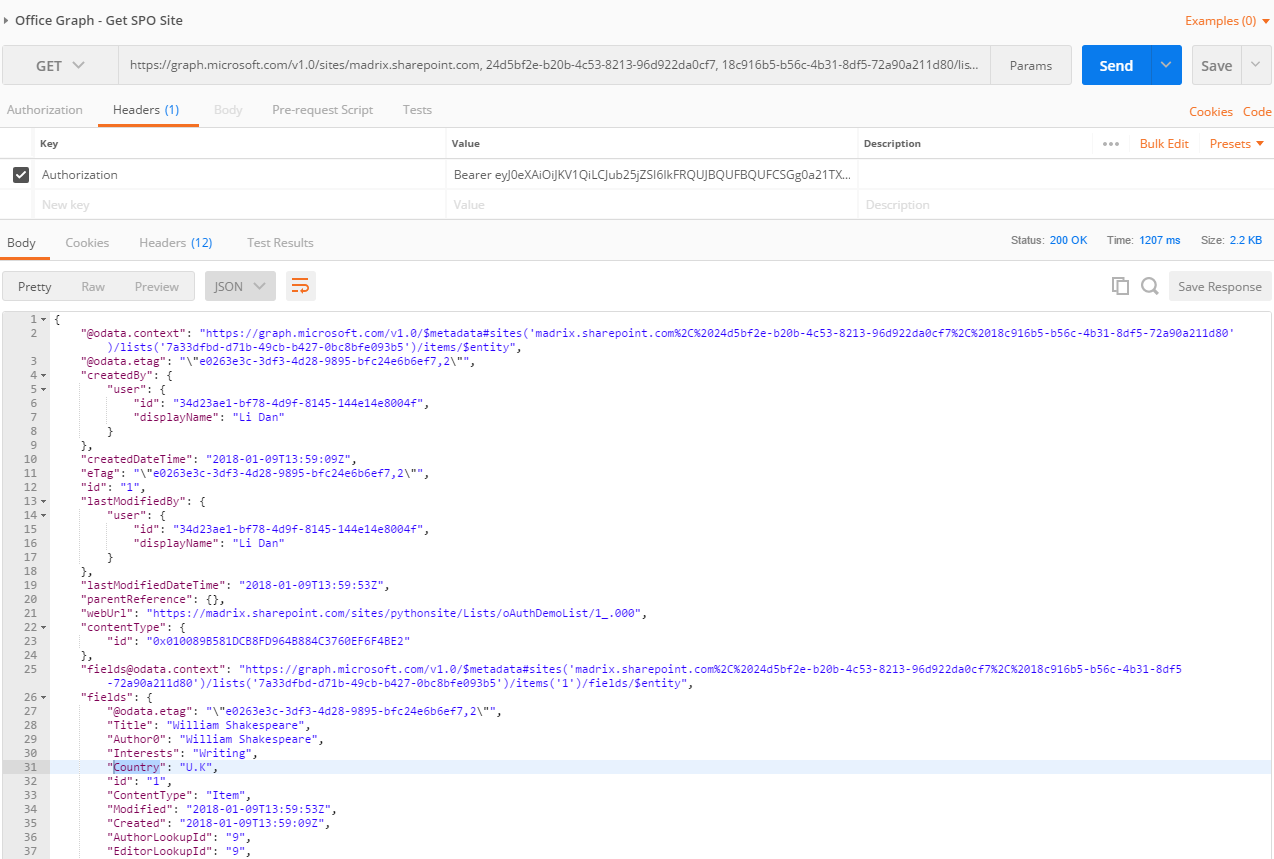 Office Graph - Get SPO Site
Examples (0)
GET
https://graph.microsoft.com/v1.0/sites/madrix.sharepoint.com, 24d5bf2e-b20b-4c53-8213-96d922da0cf7, 18c916b5-b56c-4b31-8df5-72a90a211d80/lis...
Params
Send
Save
Authorization
Headers (1)
Body
Pre-request Script
Tests
Cookies
Code
Key
Value
Description
Bulk Edit
Presets
Authorization
Bearer eyJ0eXAiOiJKV1QiLCJub25jZSI6IkFRQUJBQUFBQUFCSGg0a21TX...
New key
Value
Description
Body
Cookies
Headers (12)
Test Results
Status: 200 OK
Time: 1207 ms
Size: 2.2 KB
Pretty
Raw
Preview
JSON
Save Response
1 {
2 "@odata.context": "https://graph.microsoft.com/v1.0/$metadata#sites('madrix.sharepoint.com%2C%2024d5bf2e-b20b-4c53-8213-96d922da0cf7%2C%2018c916b5-b56c-4b31-8df5-72a90a211d80'
)/lists('7a33dfbd-d71b-49cb-b427-0bc8bfe093b5')/items/$entity",
3 "@odata.etag": "\"e0263e3c-3df3-4d28-9895-bfc24e6b6ef7,2\"",
4 "createdBy": {
5 "user": {
6 "id": "34d23ae1-bf78-4d9f-8145-144e14e8004f",
7 "displayName": "Li Dan"
8 }
9 },
10 "createdDateTime": "2018-01-09T13:59:09Z",
11 "eTag": "\"e0263e3c-3df3-4d28-9895-bfc24e6b6ef7,2\"",
12 "id": "1",
13 "lastModifiedBy": {
14 "user": {
15 "id": "34d23ae1-bf78-4d9f-8145-144e14e8004f",
16 "displayName": "Li Dan"
17 }
18 },
19 "lastModifiedDateTime": "2018-01-09T13:59:53Z",
20 "parentReference": {},
21 "webUrl": "https://madrix.sharepoint.com/sites/pythonsite/Lists/oAuthDemoList/1_.000",
22 "contentType": {
23 "id": "0x010089B581DCB8FD964B884C3760EF6F4BE2"
24 },
25 "fields@odata.context": "https://graph.microsoft.com/v1.0/$metadata#sites('madrix.sharepoint.com%2C%2024d5bf2e-b20b-4c53-8213-96d922da0cf7%2C%2018c916b5-b56c-4b31-8df5
-72a90a211d80')/lists('7a33dfbd-d71b-49cb-b427-0bc8bfe093b5')/items('1')/fields/$entity",
26 "fields": {
27 "@odata.etag": "\"e0263e3c-3df3-4d28-9895-bfc24e6b6ef7,2\"",
28 "Title": "William Shakespeare",
29 "Author0": "William Shakespeare",
30 "Interests": "Writing",
31 "Country": "U.K",
32 "id": "1",
33 "ContentType": "Item",
34 "Modified": "2018-01-09T13:59:53Z",
35 "Created": "2018-01-09T13:59:09Z",
36 "AuthorLookupId": "9",
37 "EditorLookupId": "9",